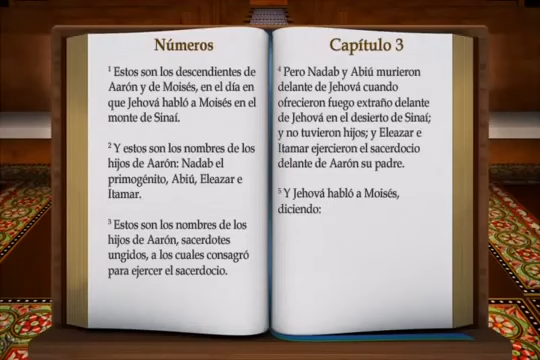 Números
¹ Estos son los descendientes de
Aarón y de Moisés, en el día en
que Jehová habló a Moisés en el
monte de Sinaí.
² Y estos son los nombres de los
hijos de Aarón: Nadab el
primogénito, Abiú, Eleazar e
Itamar.
³ Estos son los nombres de los
hijos de Aarón, sacerdotes
ungidos, a los cuales consagró
para ejercer el sacerdocio.
Capítulo 3
⁴ Pero Nadab y Abiú murieron
delante de Jehová cuando
ofrecieron fuego extraño delante
de Jehová en el desierto de Sinaí;
y no tuvieron hijos; y Eleazar e
Itamar ejercieron el sacerdocio
delante de Aarón su padre.
⁵ Y Jehová habló a Moisés,
diciendo: